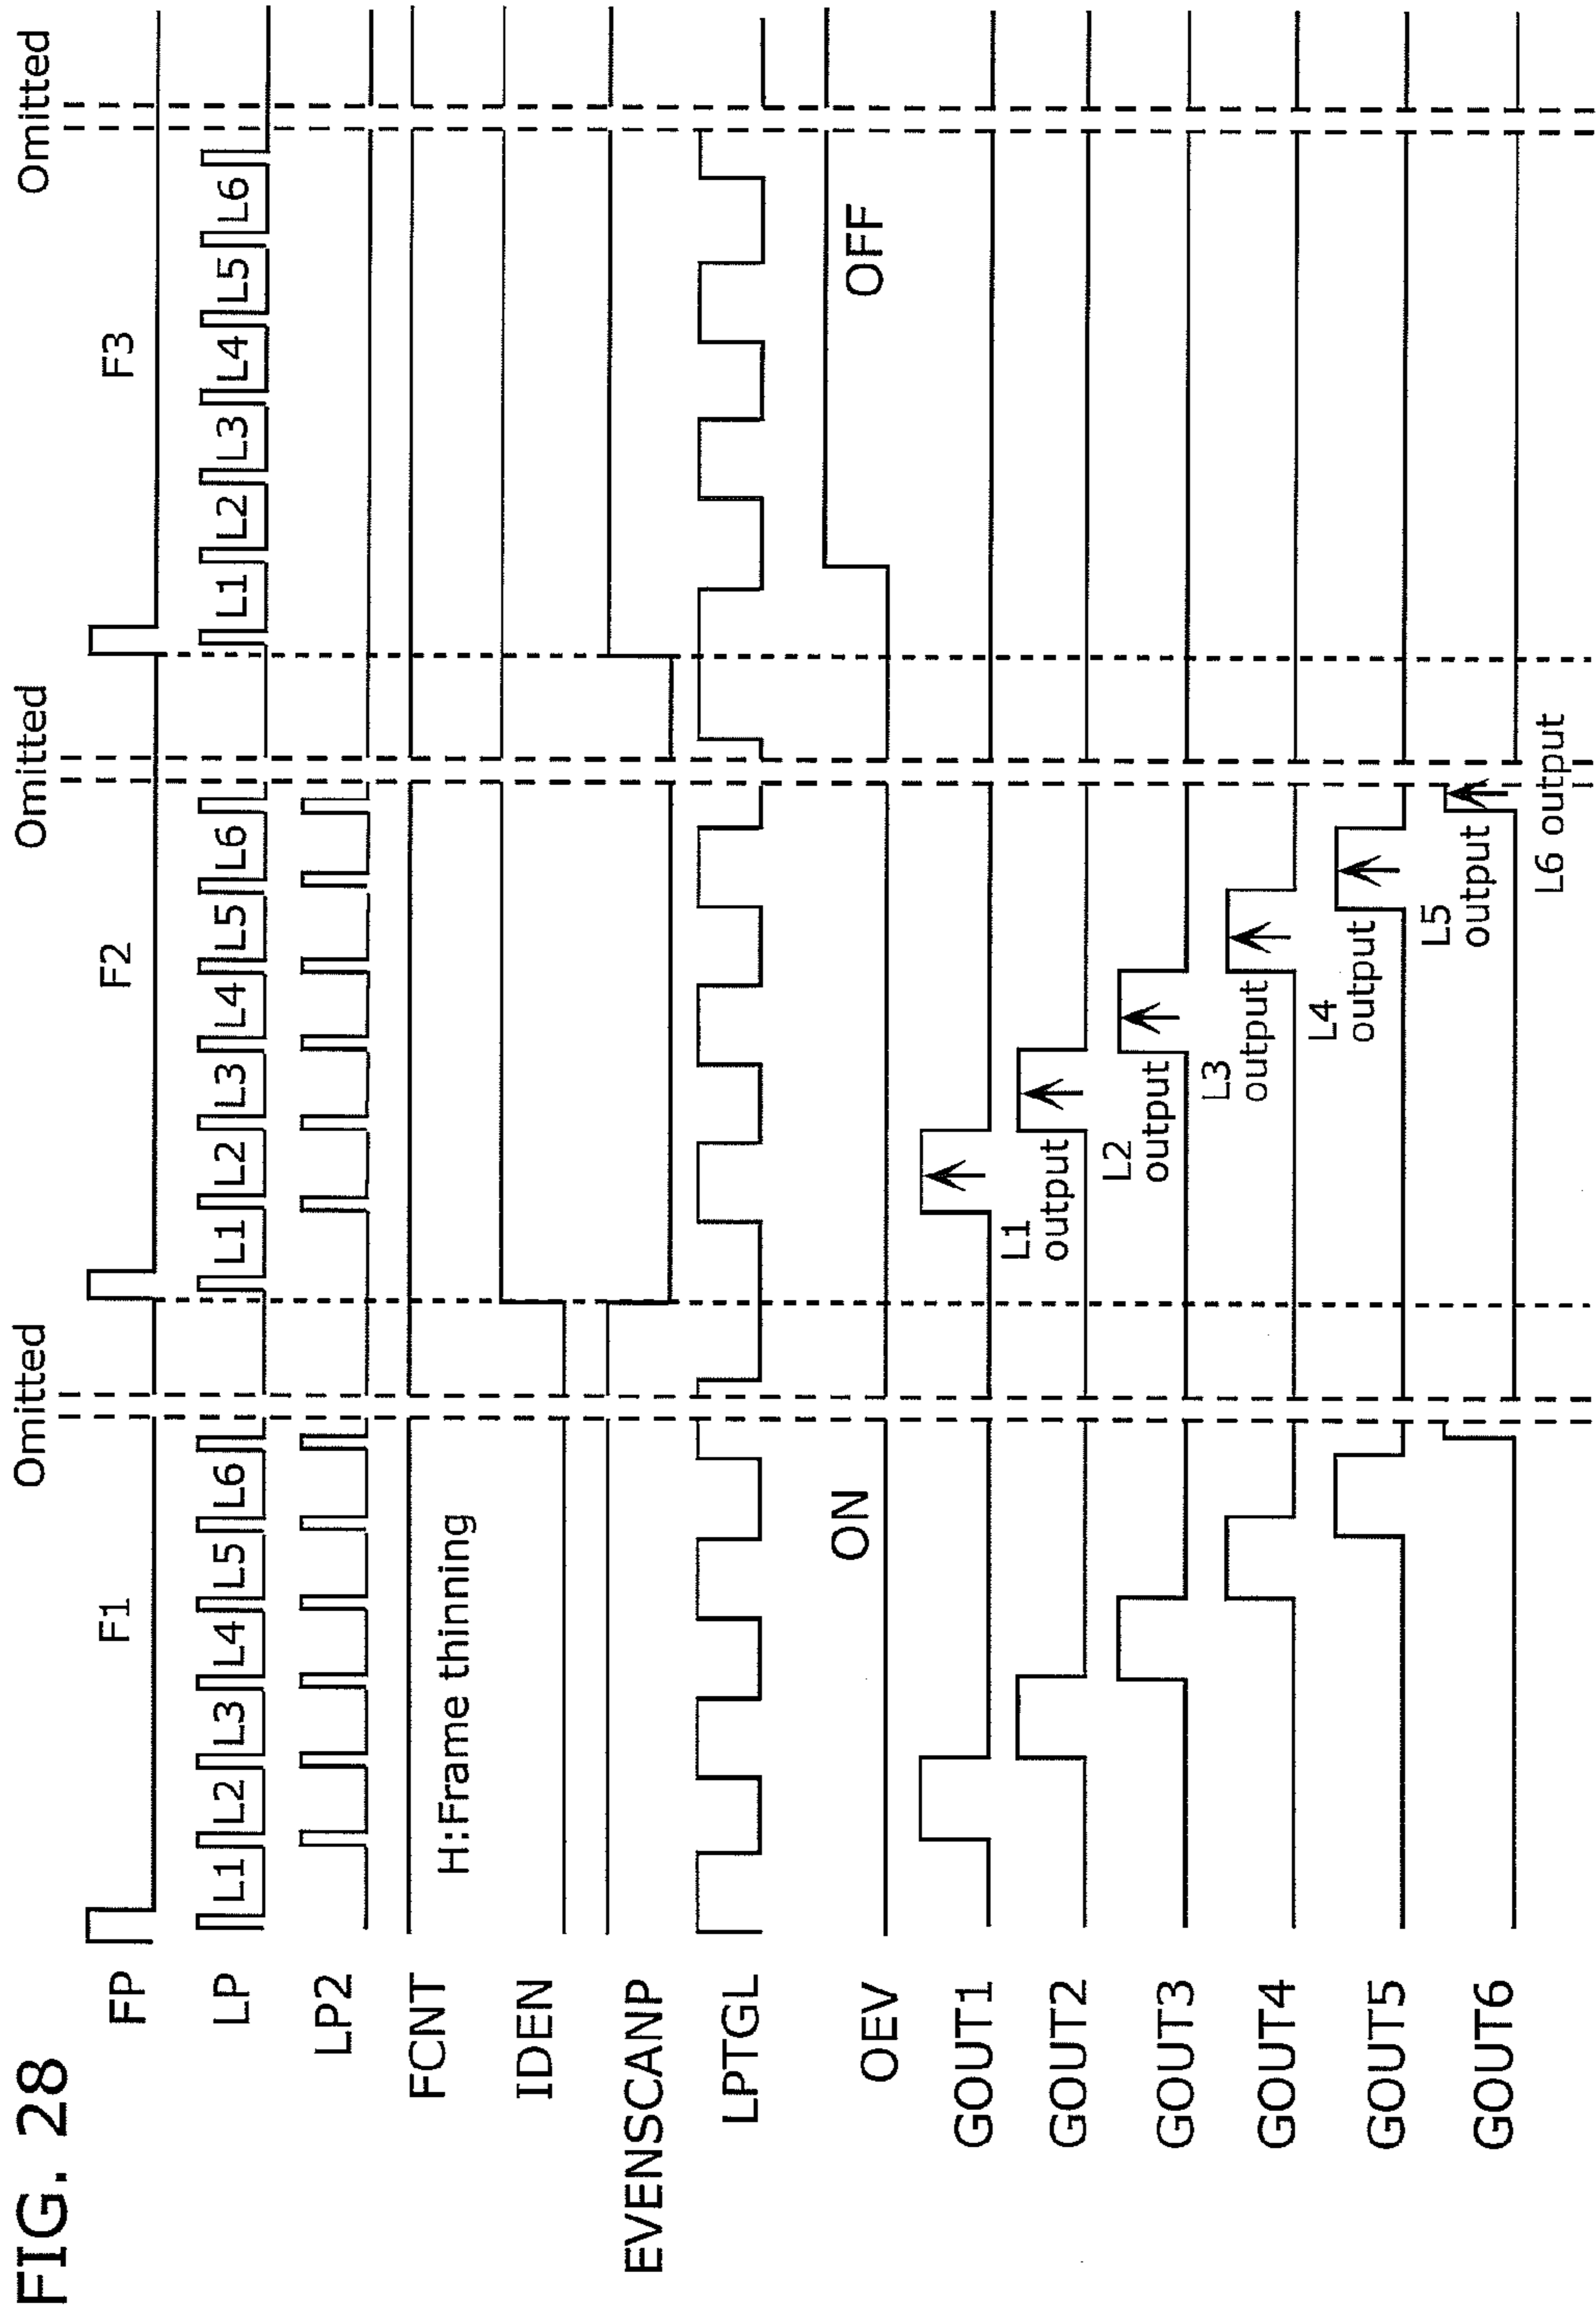 FIG. 28
Omitted
Omitted
Omitted
FP
F1
F2
F3
LP
L1 L2 L3 L4 L5 L6
L1 L2 L3 L4 L5 L6
L1 L2 L3 L4 L5 L6
LP2
FCNT
H:Frame thinning
IDEN
EVENSCANP
LPTGL
OEV
ON
OFF
GOUT1
L1
output
GOUT2
L2
output
GOUT3
L3
output
GOUT4
L4
output
GOUT5
L5
output
GOUT6
L6 output